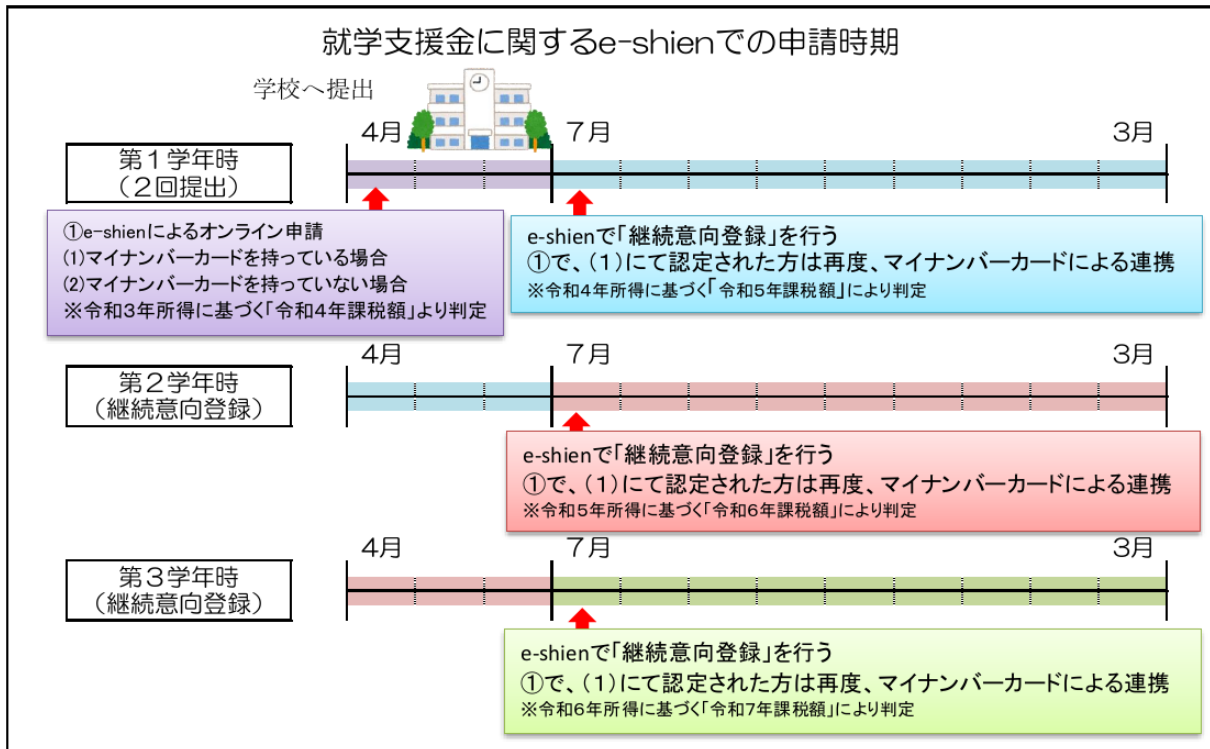 就学支援金に関するe-shienでの申請時期
学校へ提出
4月
7月
3月
第1学年時
(2回提出)
①e-shienによるオンライン申請
(1)マイナンバーカードを持っている場合
(2)マイナンバーカードを持っていない場合
※令和3年所得に基づく「令和4年課税額」より判定
e-shienで「継続意向登録」を行う
①で、(1)にて認定された方は再度、マイナンバーカードによる連携
※令和4年所得に基づく「令和5年課税額」により判定
4月
7月
3月
第2学年時
(継続意向登録)
e-shienで「継続意向登録」を行う
①で、(1)にて認定された方は再度、マイナンバーカードによる連携
※令和5年所得に基づく「令和6年課税額」により判定
4月
7月
3月
第3学年時
(継続意向登録)
e-shienで「継続意向登録」を行う
①で、(1)にて認定された方は再度、マイナンバーカードによる連携
※令和6年所得に基づく「令和7年課税額」により判定